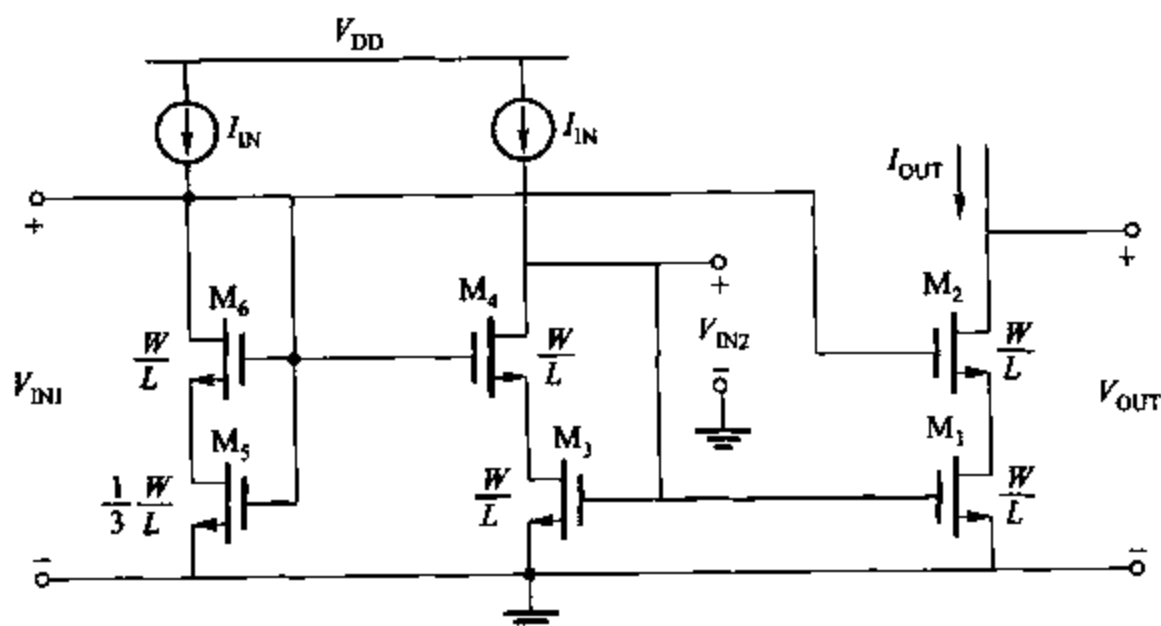 V_DD
I_IN
I_IN
I_OUT
+
+
+
M_6
M_4
M_2
W/L
W/L
W/L
V_IN1
V_IN2
V_OUT
−
M_5
M_3
M_1
1/3 W/L
W/L
W/L
−
−